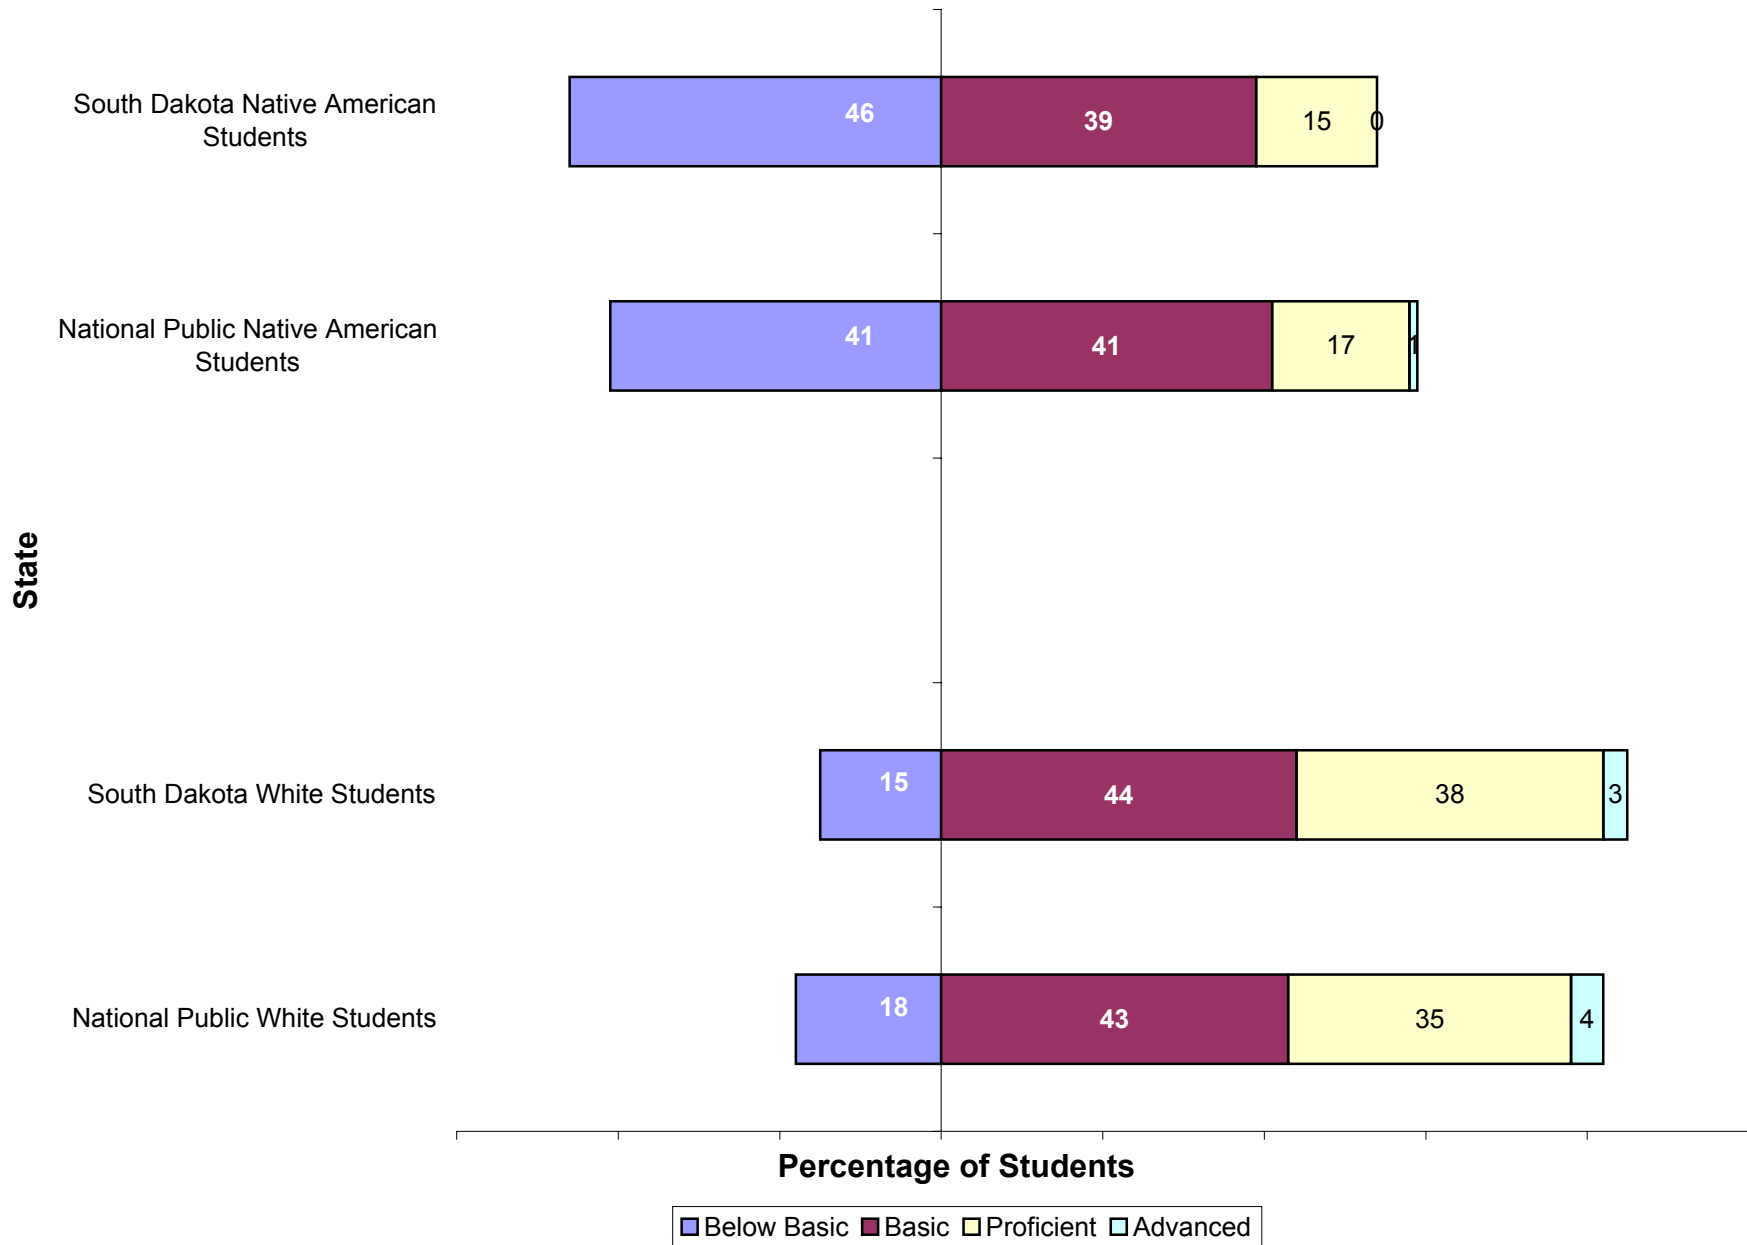 South Dakota Native American
Students
46
39
15
0
National Public Native American
Students
41
41
17
1
State
South Dakota White Students
15
44
38
3
National Public White Students
18
43
35
4
Percentage of Students
Below Basic Basic Proficient Advanced